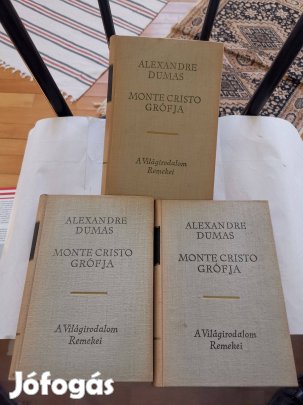 ALEXANDRE
DUMAS
MONTE CRISTO
GRÓFJA
A Világirodalom
Remekei
ALEXANDRE
DUMAS
MONTE CRISTO
GRÓFJA
A Világirodalom
Remekei
ALEXANDRE
DUMAS
MONTE CRISTO
GRÓFJA
A Világirodalom
Remekei
Jófogás